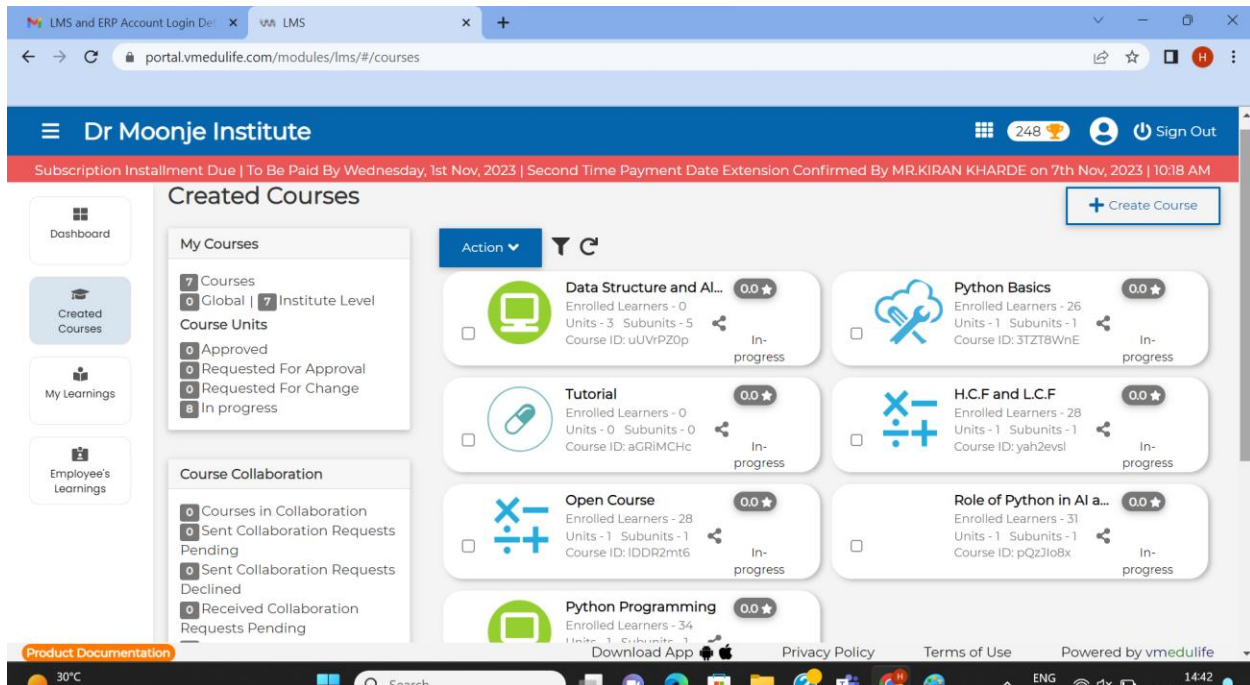 LMS and ERP Account Login Det
LMS
portal.vmedulife.com/modules/lms/#/courses
H
Dr Moonje Institute
248
Sign Out
Subscription Installment Due | To Be Paid By Wednesday, 1st Nov, 2023 | Second Time Payment Date Extension Confirmed By MR.KIRAN KHARDE on 7th Nov, 2023 | 10:18 AM
Dashboard
Created
Courses
My Learnings
Employee's
Learnings
Created Courses
+ Create Course
My Courses
7 Courses
0 Global | 7 Institute Level
Course Units
0 Approved
0 Requested For Approval
0 Requested For Change
8 In progress
Course Collaboration
0 Courses in Collaboration
0 Sent Collaboration Requests
Pending
0 Sent Collaboration Requests
Declined
0 Received Collaboration
Requests Pending
Action
Data Structure and Al... 0.0
Enrolled Learners - 0
Units - 3 Subunits - 5
Course ID: uUVrPZ0p
In-
progress
Python Basics 0.0
Enrolled Learners - 26
Units - 1 Subunits - 1
Course ID: 3TZT8WnE
In-
progress
Tutorial 0.0
Enrolled Learners - 0
Units - 0 Subunits - 0
Course ID: aGRiMCHc
In-
progress
H.C.F and L.C.F 0.0
Enrolled Learners - 28
Units - 1 Subunits - 1
Course ID: yah2evsl
In-
progress
Open Course 0.0
Enrolled Learners - 28
Units - 1 Subunits - 1
Course ID: IDDR2mt6
In-
progress
Role of Python in AI a... 0.0
Enrolled Learners - 31
Units - 1 Subunits - 1
Course ID: pQzJIo8x
In-
progress
Python Programming 0.0
Enrolled Learners - 34
Units - 1 Subunits - 1
Product Documentation
Download App
Privacy Policy
Terms of Use
Powered by vmedulife
30°C
Search
ENG
14:42